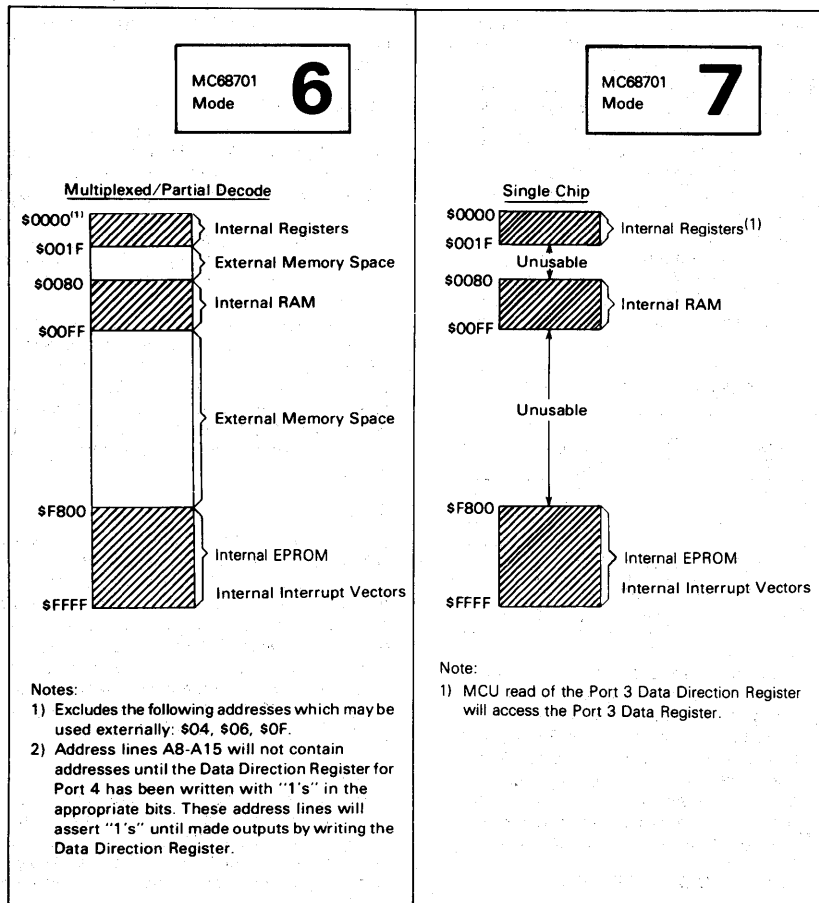 MC68701
Mode
6
Multiplexed/Partial Decode
$0000(1)
Internal Registers
$001F
External Memory Space
$0080
Internal RAM
$00FF
External Memory Space
$F800
Internal EPROM
Internal Interrupt Vectors
$FFFF
Notes:
1) Excludes the following addresses which may be
used externally: $04, $06, $0F.
2) Address lines A8-A15 will not contain
addresses until the Data Direction Register for
Port 4 has been written with "1's" in the
appropriate bits. These address lines will
assert "1's" until made outputs by writing the
Data Direction Register.
MC68701
Mode
7
Single Chip
$0000
Internal Registers(1)
$001F
Unusable
$0080
Internal RAM
$00FF
Unusable
$F800
Internal EPROM
Internal Interrupt Vectors
$FFFF
Note:
1) MCU read of the Port 3 Data Direction Register
will access the Port 3 Data Register.